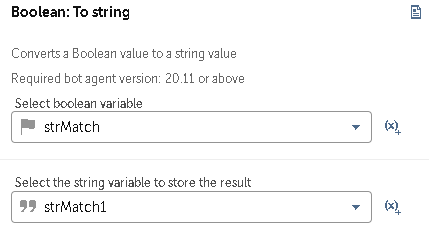 Boolean: To string
Converts a Boolean value to a string value
Required bot agent version: 20.11 or above
Select boolean variable
strMatch
(x)+
Select the string variable to store the result
strMatch1
(x)+